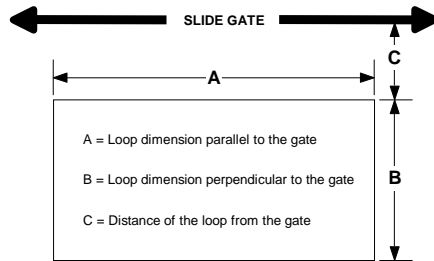 SLIDE GATE
C
A
A = Loop dimension parallel to the gate
B = Loop dimension perpendicular to the gate
B
C = Distance of the loop from the gate